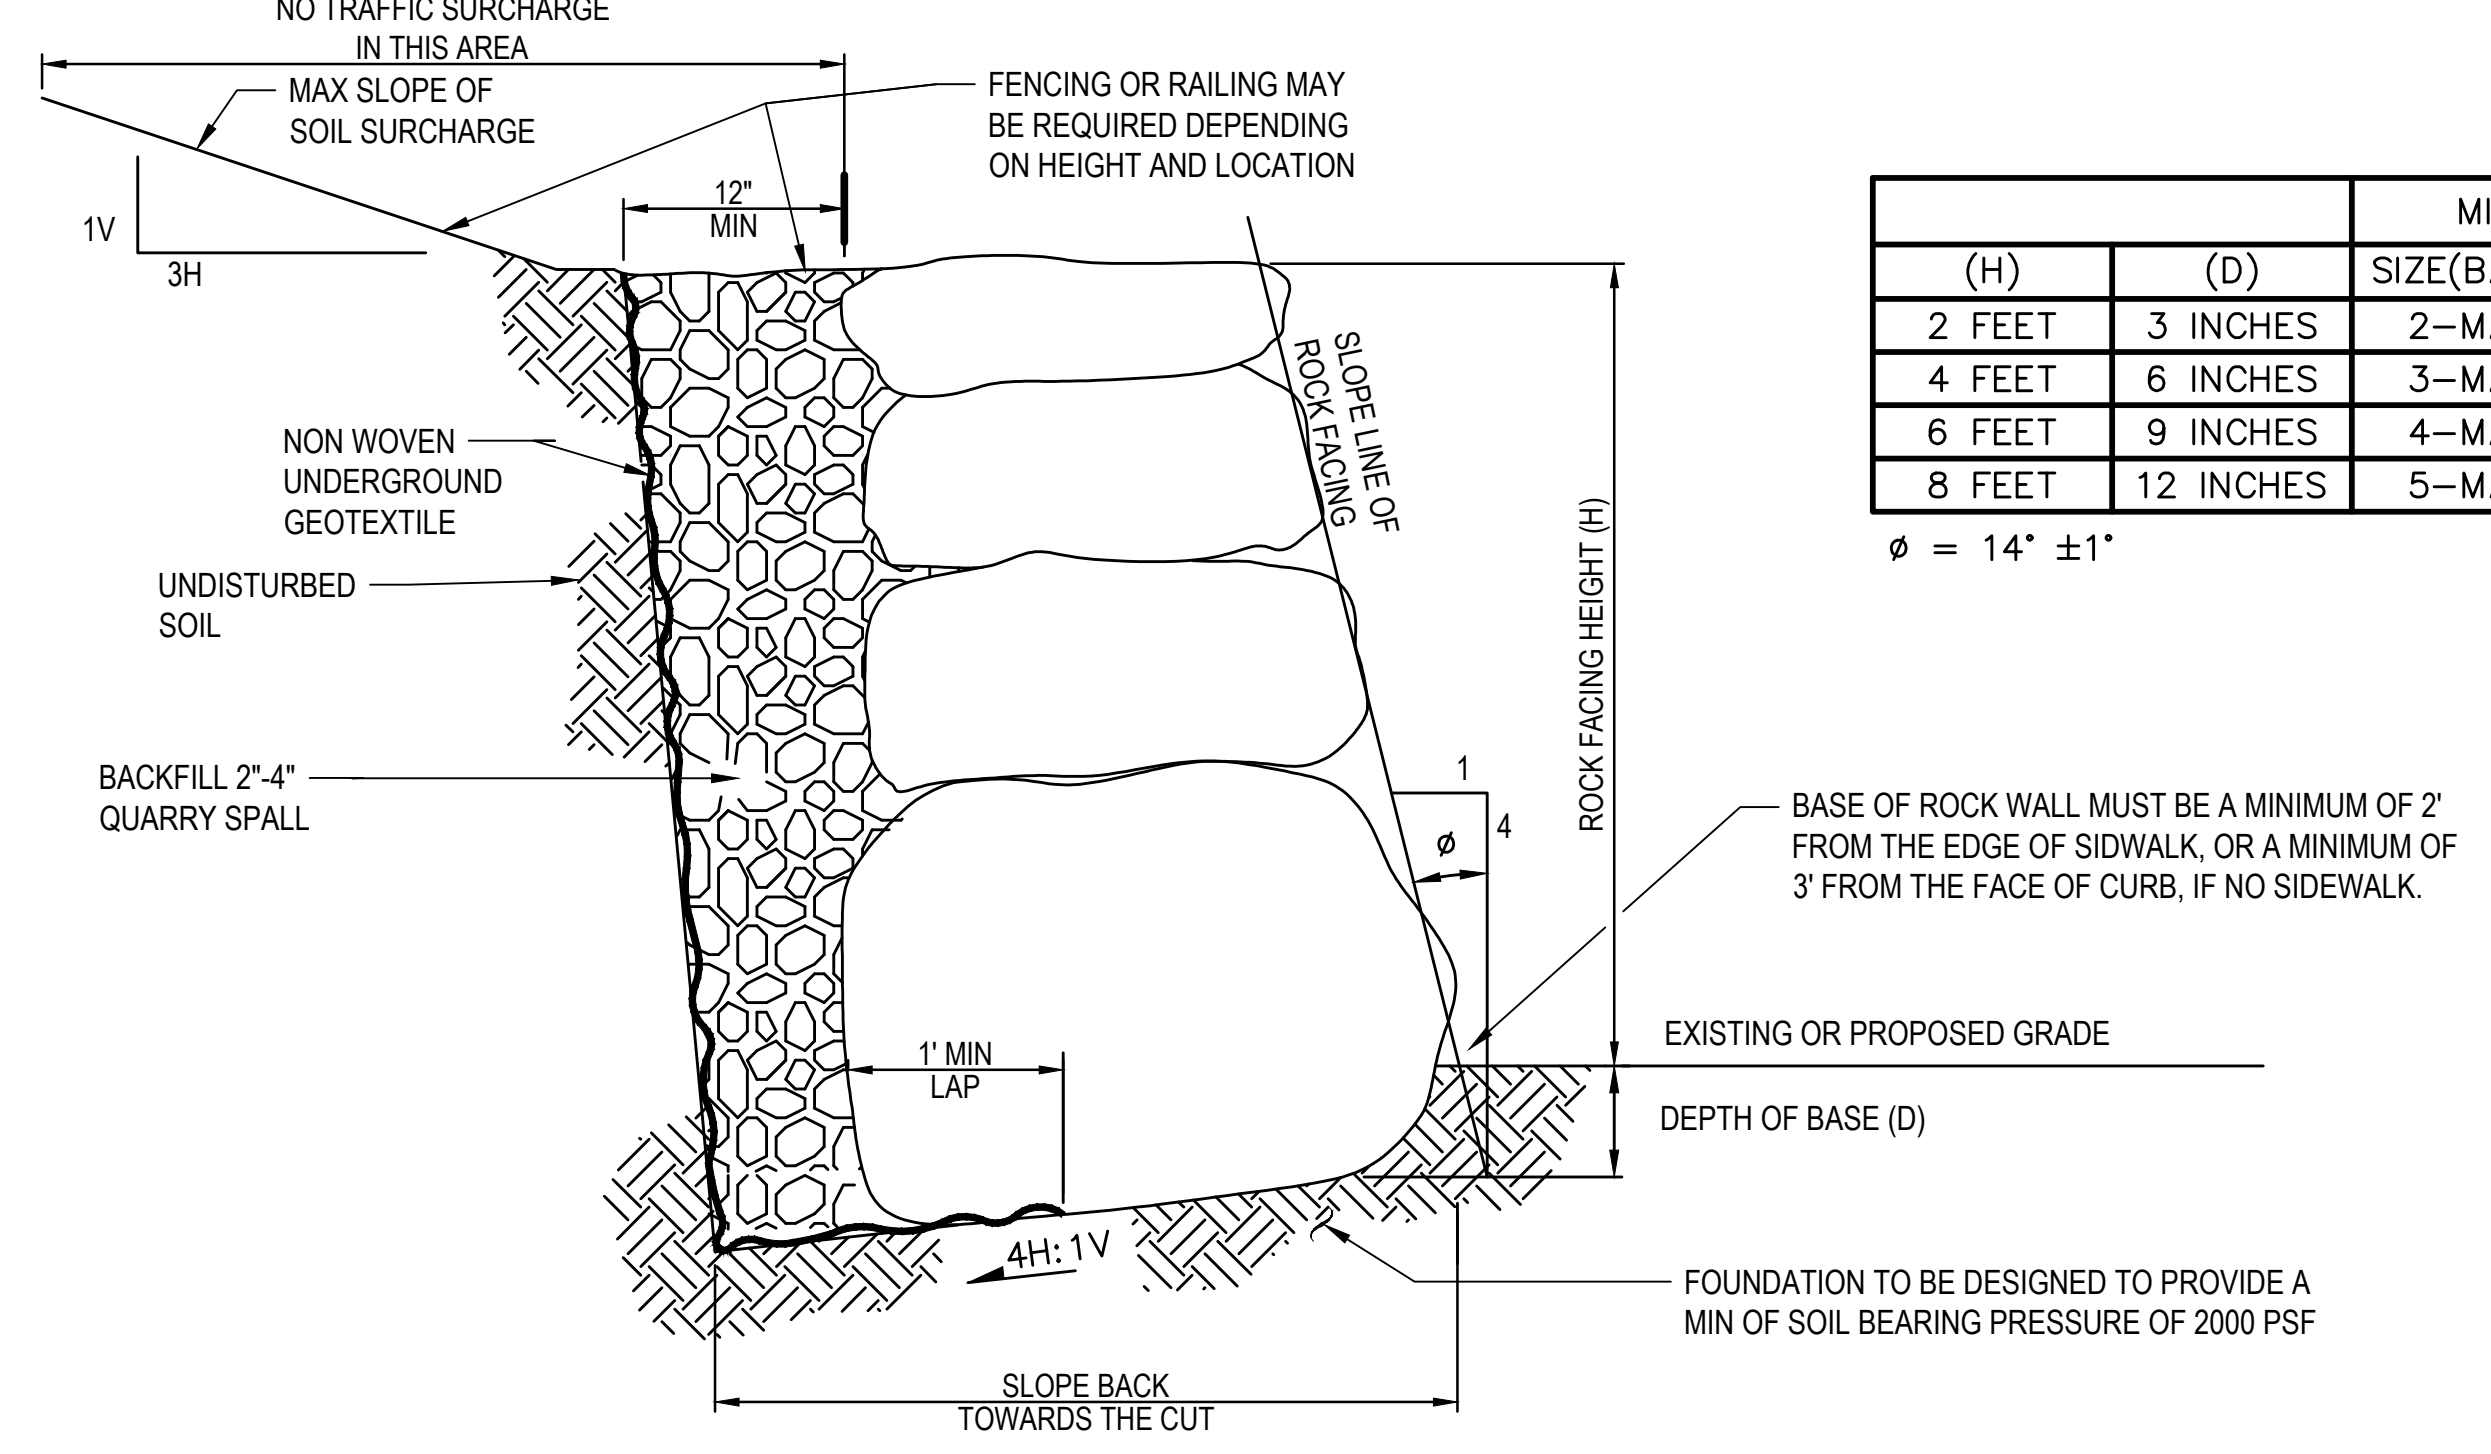 NO TRAFFIC SURCHARGE
IN THIS AREA
MAX SLOPE OF
SOIL SURCHARGE
1V
3H
12"
MIN
FENCING OR RAILING MAY
BE REQUIRED DEPENDING
ON HEIGHT AND LOCATION
(H) (D)
2 FEET 3 INCHES
4 FEET 6 INCHES
6 FEET 9 INCHES
8 FEET 12 INCHES
ø = 14° ±1°
SLOPE LINE OF
ROCK FACING
NON WOVEN
UNDERGROUND
GEOTEXTILE
UNDISTURBED
SOIL
BACKFILL 2"-4"
QUARRY SPALL
ROCK FACING HEIGHT (H)
1
4
ø
BASE OF ROCK WALL MUST BE A MINIMUM OF 2'
FROM THE EDGE OF SIDWALK, OR A MINIMUM OF
3' FROM THE FACE OF CURB, IF NO SIDEWALK.
1' MIN
LAP
EXISTING OR PROPOSED GRADE
DEPTH OF BASE (D)
4H: 1V
FOUNDATION TO BE DESIGNED TO PROVIDE A
MIN OF SOIL BEARING PRESSURE OF 2000 PSF
SLOPE BACK
TOWARDS THE CUT